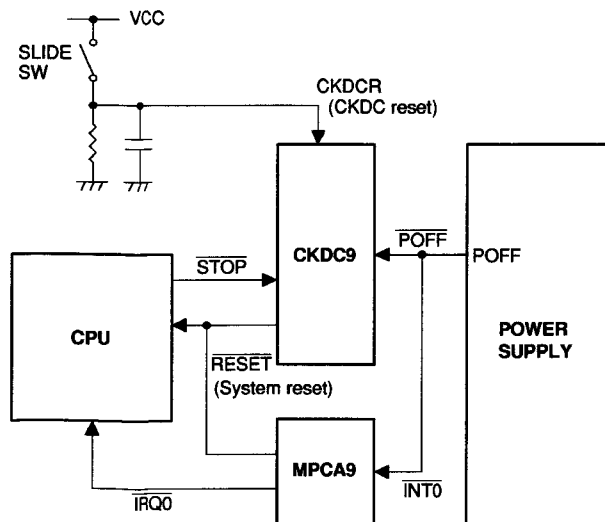 VCC
SLIDE
SW
CKDCR
(CKDC reset)
CKDC9
POFF
POFF
STOP
CPU
POWER
SUPPLY
RESET
(System reset)
MPCA9
IRQ0
INT0